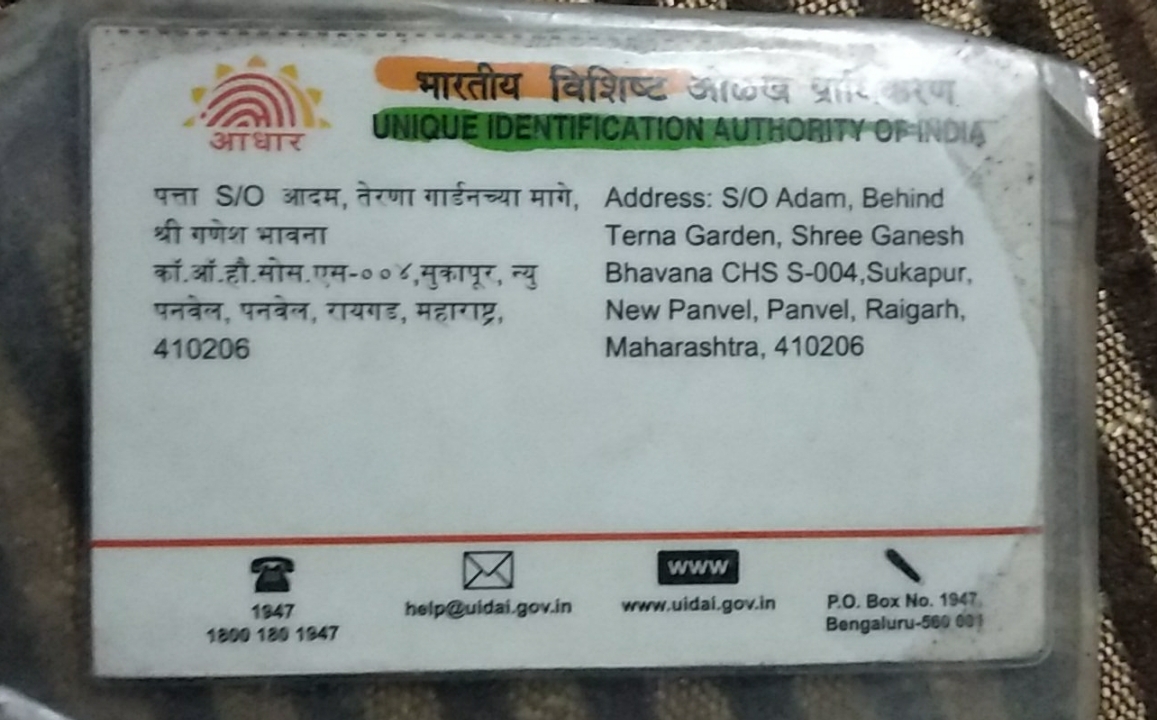 आधार
भारतीय विशिष्ट ओळख प्राधिकरण
UNIQUE IDENTIFICATION AUTHORITY OF INDIA
पत्ता S/O आदम, तेरणा गार्डनच्या मागे,
श्री गणेश भावना
कॉ.ऑ.हौ.सोस.एस-००४,सुकापूर, न्यु
पनवेल, पनवेल, रायगड, महाराष्ट्र,
410206
Address: S/O Adam, Behind
Terna Garden, Shree Ganesh
Bhavana CHS S-004,Sukapur,
New Panvel, Panvel, Raigarh,
Maharashtra, 410206
1947
1800 180 1947
help@uidai.gov.in
www
www.uidai.gov.in
P.O. Box No. 1947,
Bengaluru-560 001